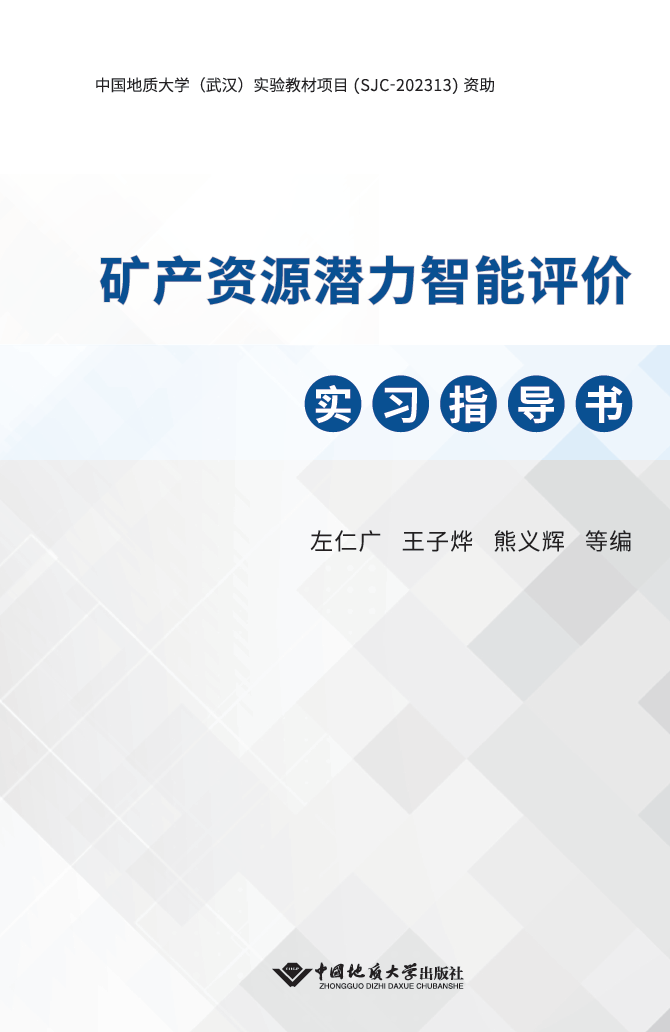 中国地质大学（武汉）实验教材项目 (SJC-202313) 资助
矿产资源潜力智能评价
实习指导书
左仁广 王子烨 熊义辉 等编
中国地质大学出版社
ZHONGGUO DIZHI DAXUE CHUBANSHE